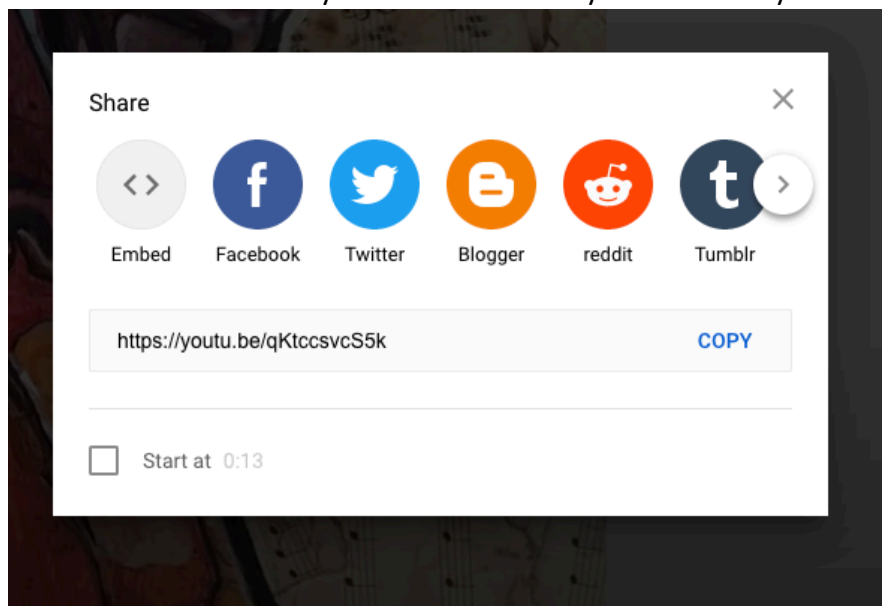 Share
Embed Facebook Twitter Blogger reddit Tumblr
https://youtu.be/qKtccsvcS5k
COPY
Start at 0:13